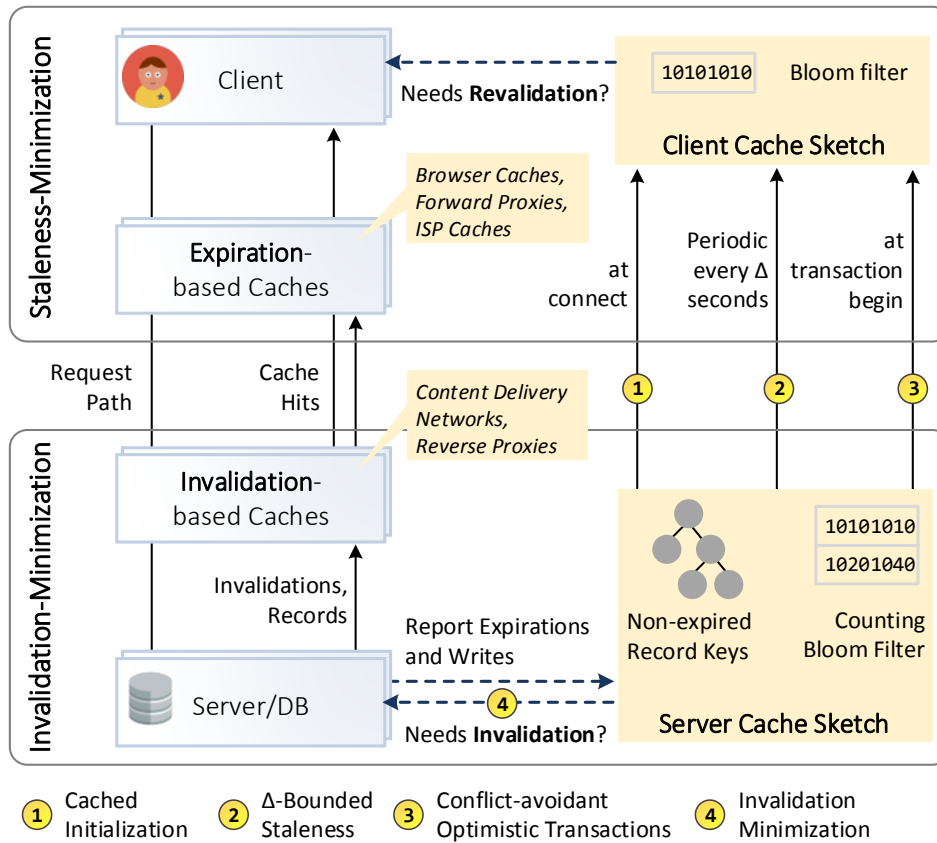 Staleness-Minimization
Client
Needs Revalidation?
10101010
Bloom filter
Client Cache Sketch
Browser Caches,
Forward Proxies,
ISP Caches
Expiration-
based Caches
at
connect
Periodic
every Δ
seconds
at
transaction
begin
Request
Path
Cache
Hits
1
2
3
Invalidation-Minimization
Content Delivery
Networks,
Reverse Proxies
Invalidation-
based Caches
Invalidations,
Records
Server/DB
Report Expirations
and Writes
4
Needs Invalidation?
10101010
10201040
Non-expired
Record Keys
Counting
Bloom Filter
Server Cache Sketch
1
Cached
Initialization
2
Δ-Bounded
Staleness
3
Conflict-avoidant
Optimistic Transactions
4
Invalidation
Minimization